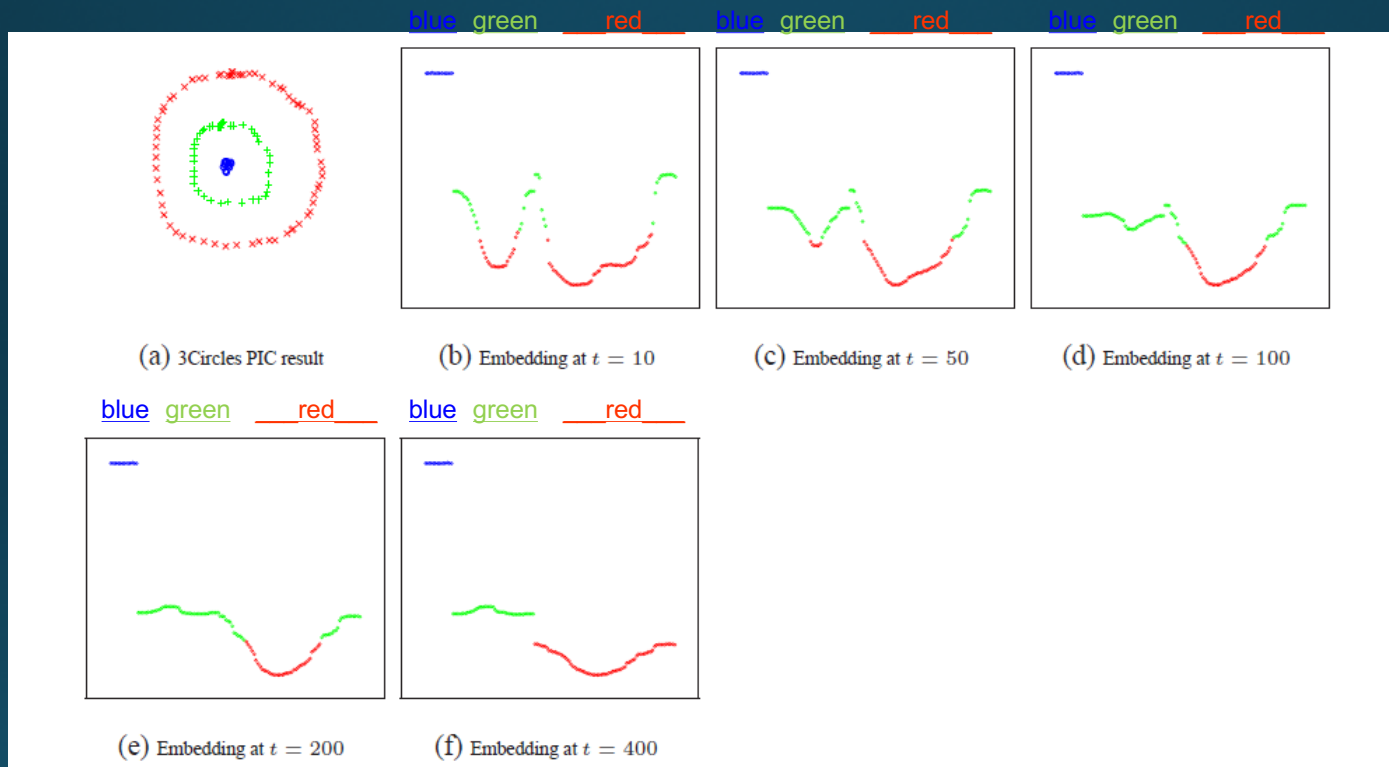 blue green ___red___ blue green ___red___ blue green ___red___
(a) 3Circles PIC result (b) Embedding at t = 10 (c) Embedding at t = 50 (d) Embedding at t = 100
blue green ___red___ blue green ___red___
(e) Embedding at t = 200 (f) Embedding at t = 400